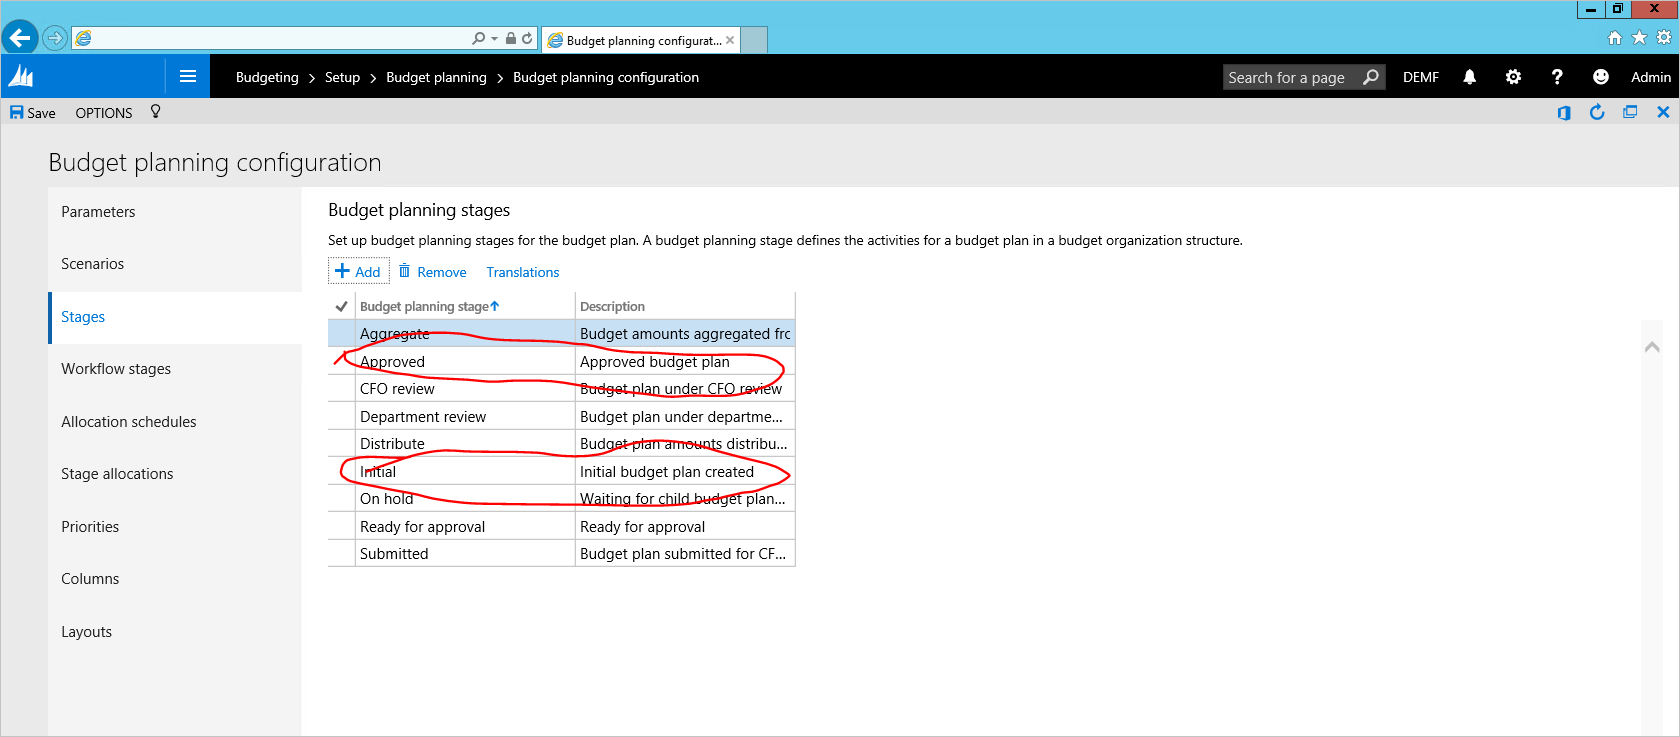 Budget planning configurat...
Budgeting > Setup > Budget planning > Budget planning configuration
Search for a page
DEMF
?
Admin
Save
OPTIONS
Budget planning configuration
Parameters
Scenarios
Stages
Workflow stages
Allocation schedules
Stage allocations
Priorities
Columns
Layouts
Budget planning stages
Set up budget planning stages for the budget plan. A budget planning stage defines the activities for a budget plan in a budget organization structure.
Add Remove Translations
Budget planning stage Description
Aggregate Budget amounts aggregated frc
Approved Approved budget plan
CFO review Budget plan under CFO review
Department review Budget plan under departme...
Distribute Budget plan amounts distribu...
Initial Initial budget plan created
On hold Waiting for child budget plan...
Ready for approval Ready for approval
Submitted Budget plan submitted for CF...